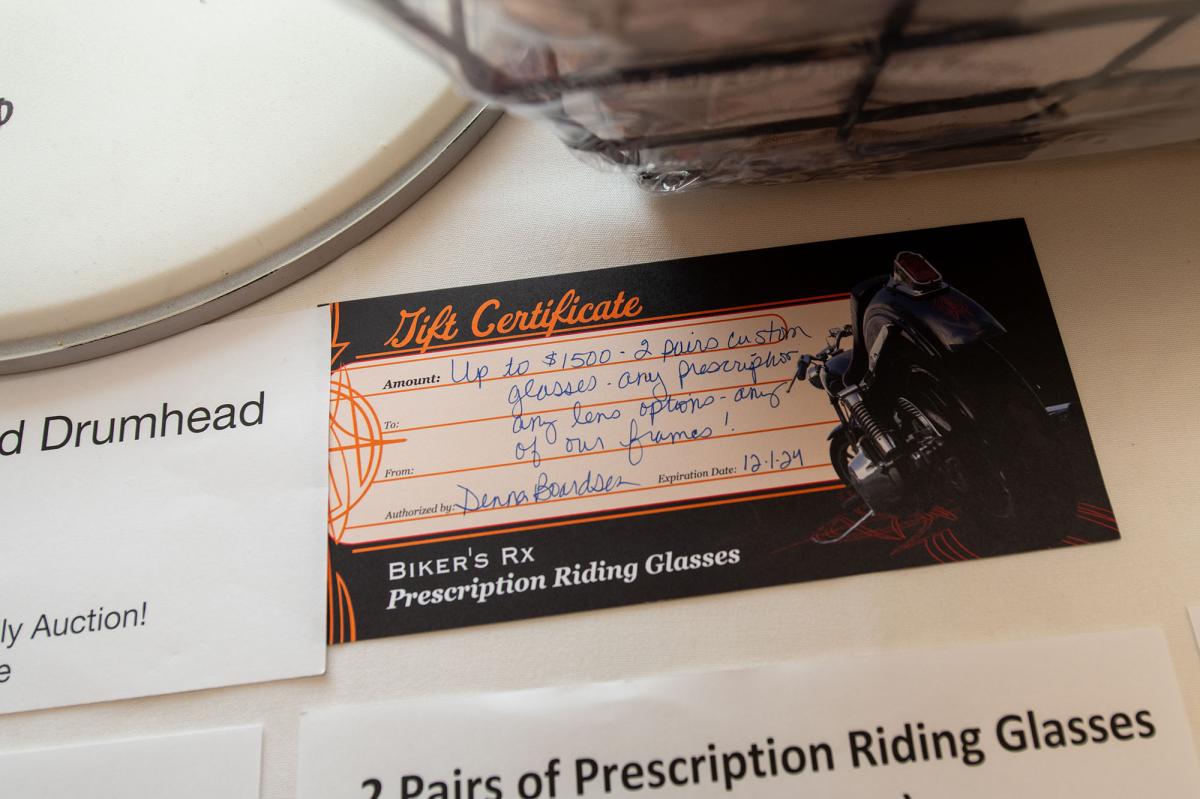 Gift Certificate
Amount: Up to $1500 - 2 pairs custom
glasses - any prescription
To: any lens options - any
of our frames!
From:
Authorized by: Denna Boardsen Expiration Date: 12-1-24
BIKER'S RX
Prescription Riding Glasses
d Drumhead
ly Auction!
e
2 Pairs of Prescription Riding Glasses